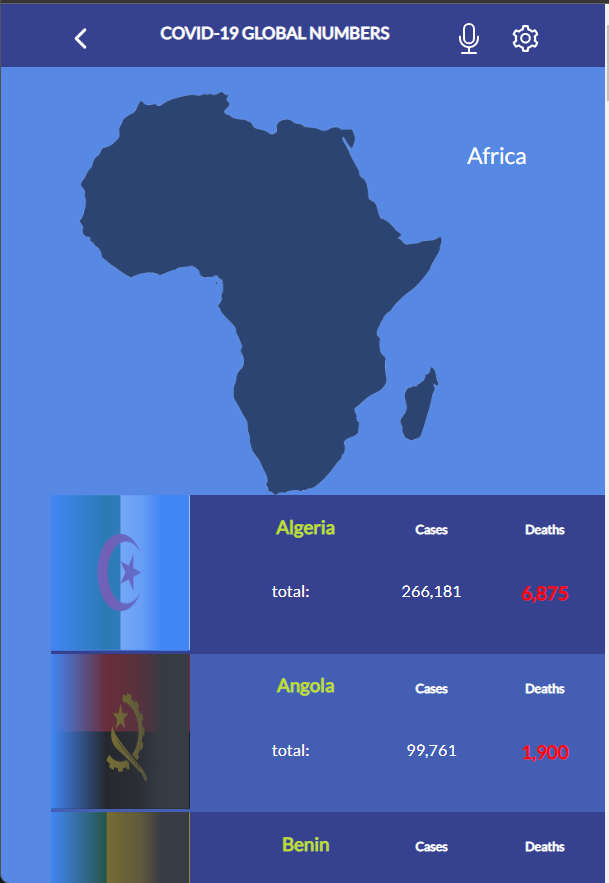 COVID-19 GLOBAL NUMBERS
Africa
Algeria Cases Deaths
total: 266,181 6,875
Angola Cases Deaths
total: 99,761 1,900
Benin Cases Deaths